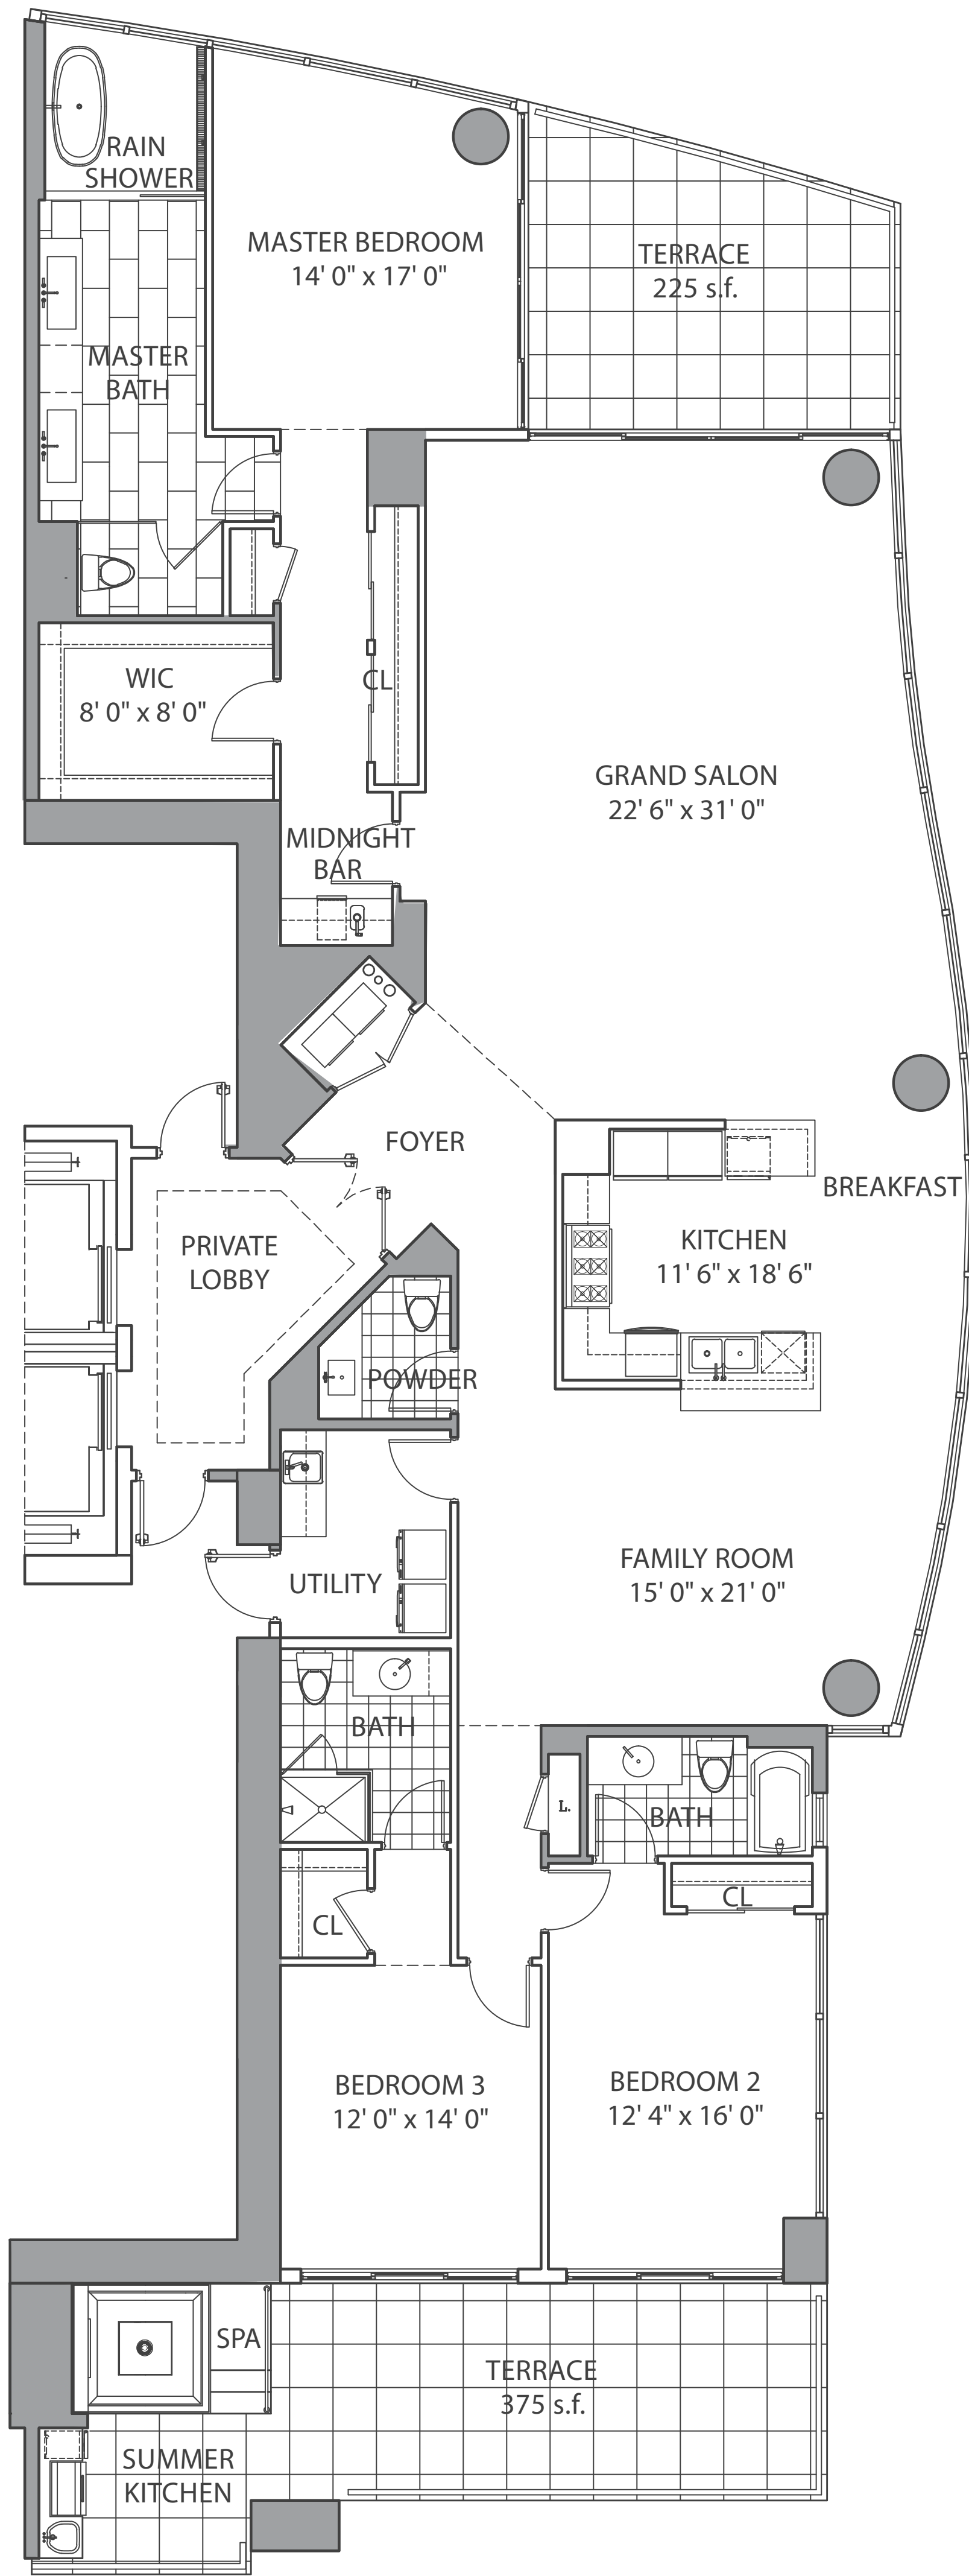 RAIN
SHOWER
MASTER BEDROOM
14' 0" x 17' 0"
TERRACE
225 s.f.
MASTER
BATH
WIC
8' 0" x 8' 0"
CL
GRAND SALON
22' 6" x 31' 0"
MIDNIGHT
BAR
FOYER
BREAKFAST
PRIVATE
LOBBY
KITCHEN
11' 6" x 18' 6"
POWDER
FAMILY ROOM
15' 0" x 21' 0"
UTILITY
BATH
L.
BATH
CL
CL
BEDROOM 3
12' 0" x 14' 0"
BEDROOM 2
12' 4" x 16' 0"
SPA
TERRACE
375 s.f.
SUMMER
KITCHEN